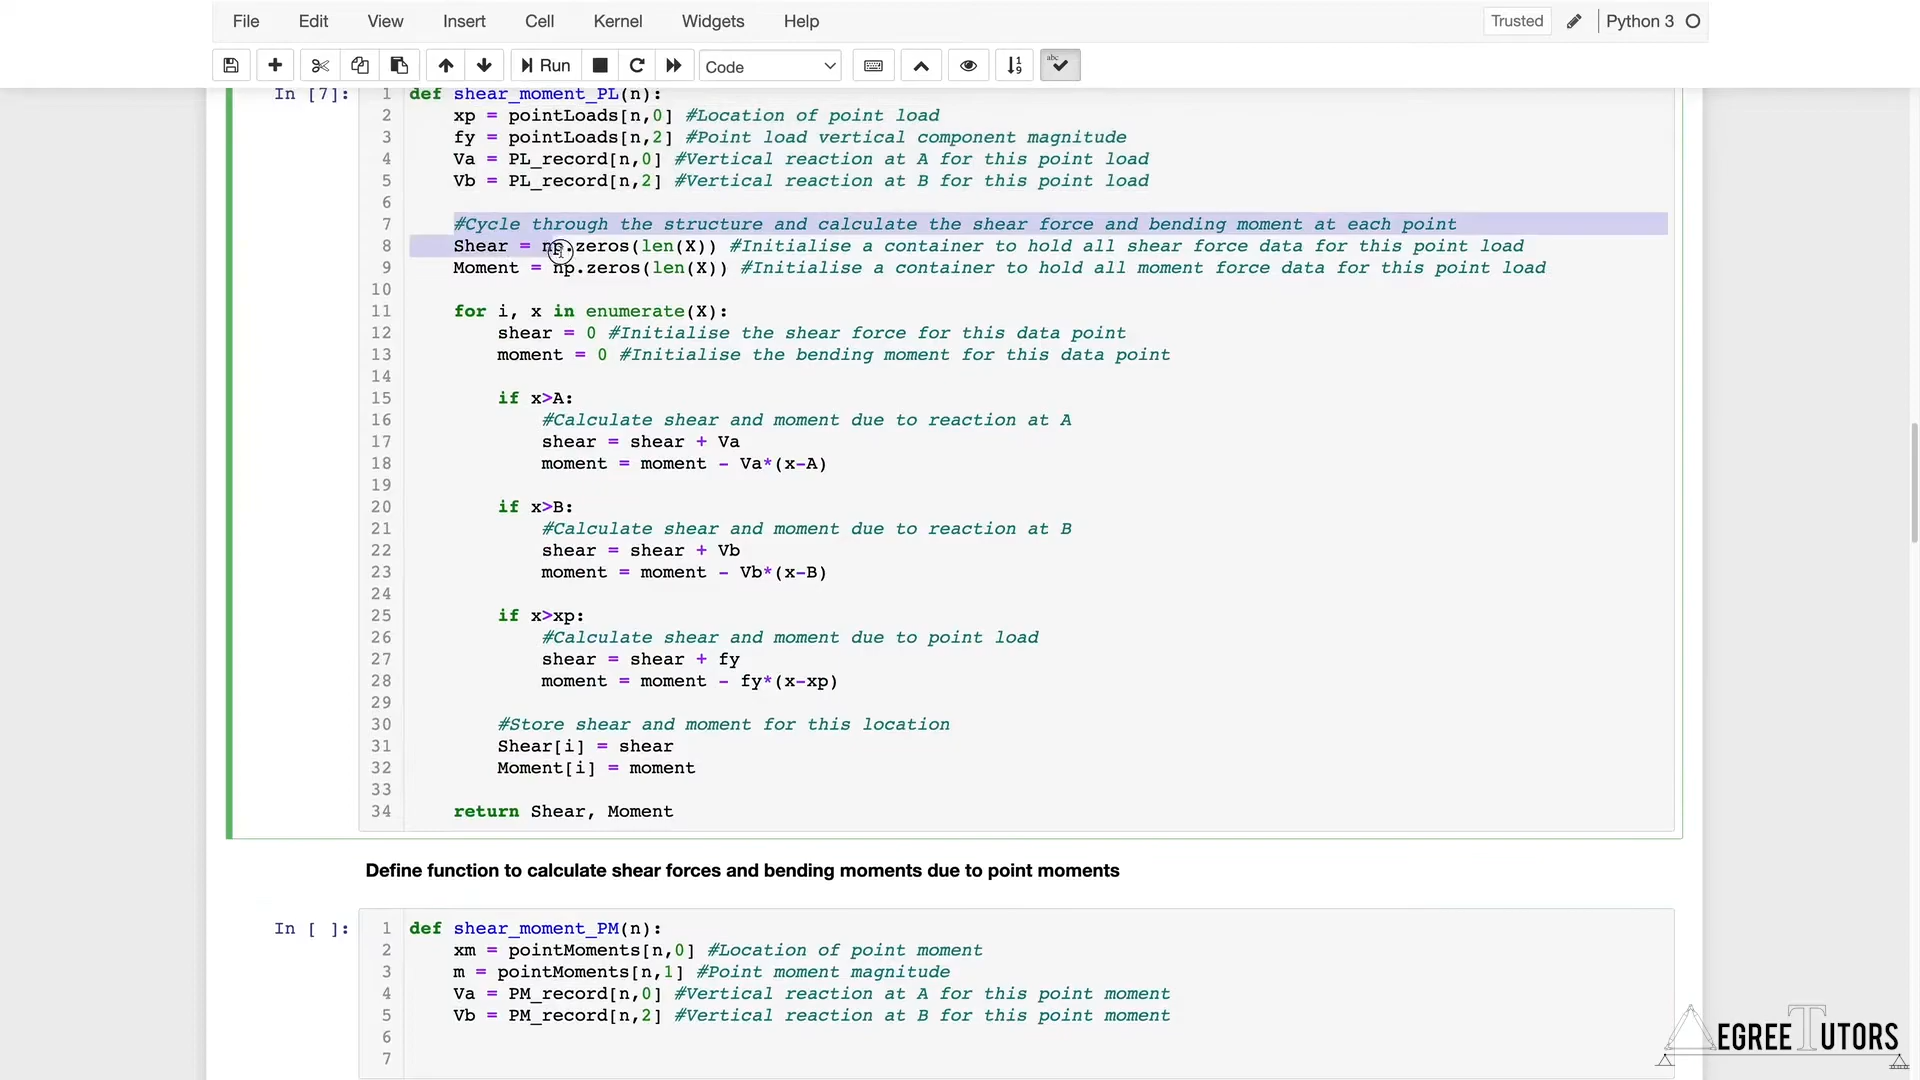 File Edit View Insert Cell Kernel Widgets Help Trusted Python 3
Run Code
In [7]:
1 def shear_moment_PL(n):
2 xp = pointLoads[n,0] #Location of point load
3 fy = pointLoads[n,2] #Point load vertical component magnitude
4 Va = PL_record[n,0] #Vertical reaction at A for this point load
5 Vb = PL_record[n,2] #Vertical reaction at B for this point load
6
7 #Cycle through the structure and calculate the shear force and bending moment at each point
8 Shear = np.zeros(len(X)) #Initialise a container to hold all shear force data for this point load
9 Moment = np.zeros(len(X)) #Initialise a container to hold all moment force data for this point load
10
11 for i, x in enumerate(X):
12 shear = 0 #Initialise the shear force for this data point
13 moment = 0 #Initialise the bending moment for this data point
14
15 if x>A:
16 #Calculate shear and moment due to reaction at A
17 shear = shear + Va
18 moment = moment - Va*(x-A)
19
20 if x>B:
21 #Calculate shear and moment due to reaction at B
22 shear = shear + Vb
23 moment = moment - Vb*(x-B)
24
25 if x>xp:
26 #Calculate shear and moment due to point load
27 shear = shear + fy
28 moment = moment - fy*(x-xp)
29
30 #Store shear and moment for this location
31 Shear[i] = shear
32 Moment[i] = moment
33
34 return Shear, Moment
Define function to calculate shear forces and bending moments due to point moments
In [ ]:
1 def shear_moment_PM(n):
2 xm = pointMoments[n,0] #Location of point moment
3 m = pointMoments[n,1] #Point moment magnitude
4 Va = PM_record[n,0] #Vertical reaction at A for this point moment
5 Vb = PM_record[n,2] #Vertical reaction at B for this point moment
6
7
DEGREE TUTORS